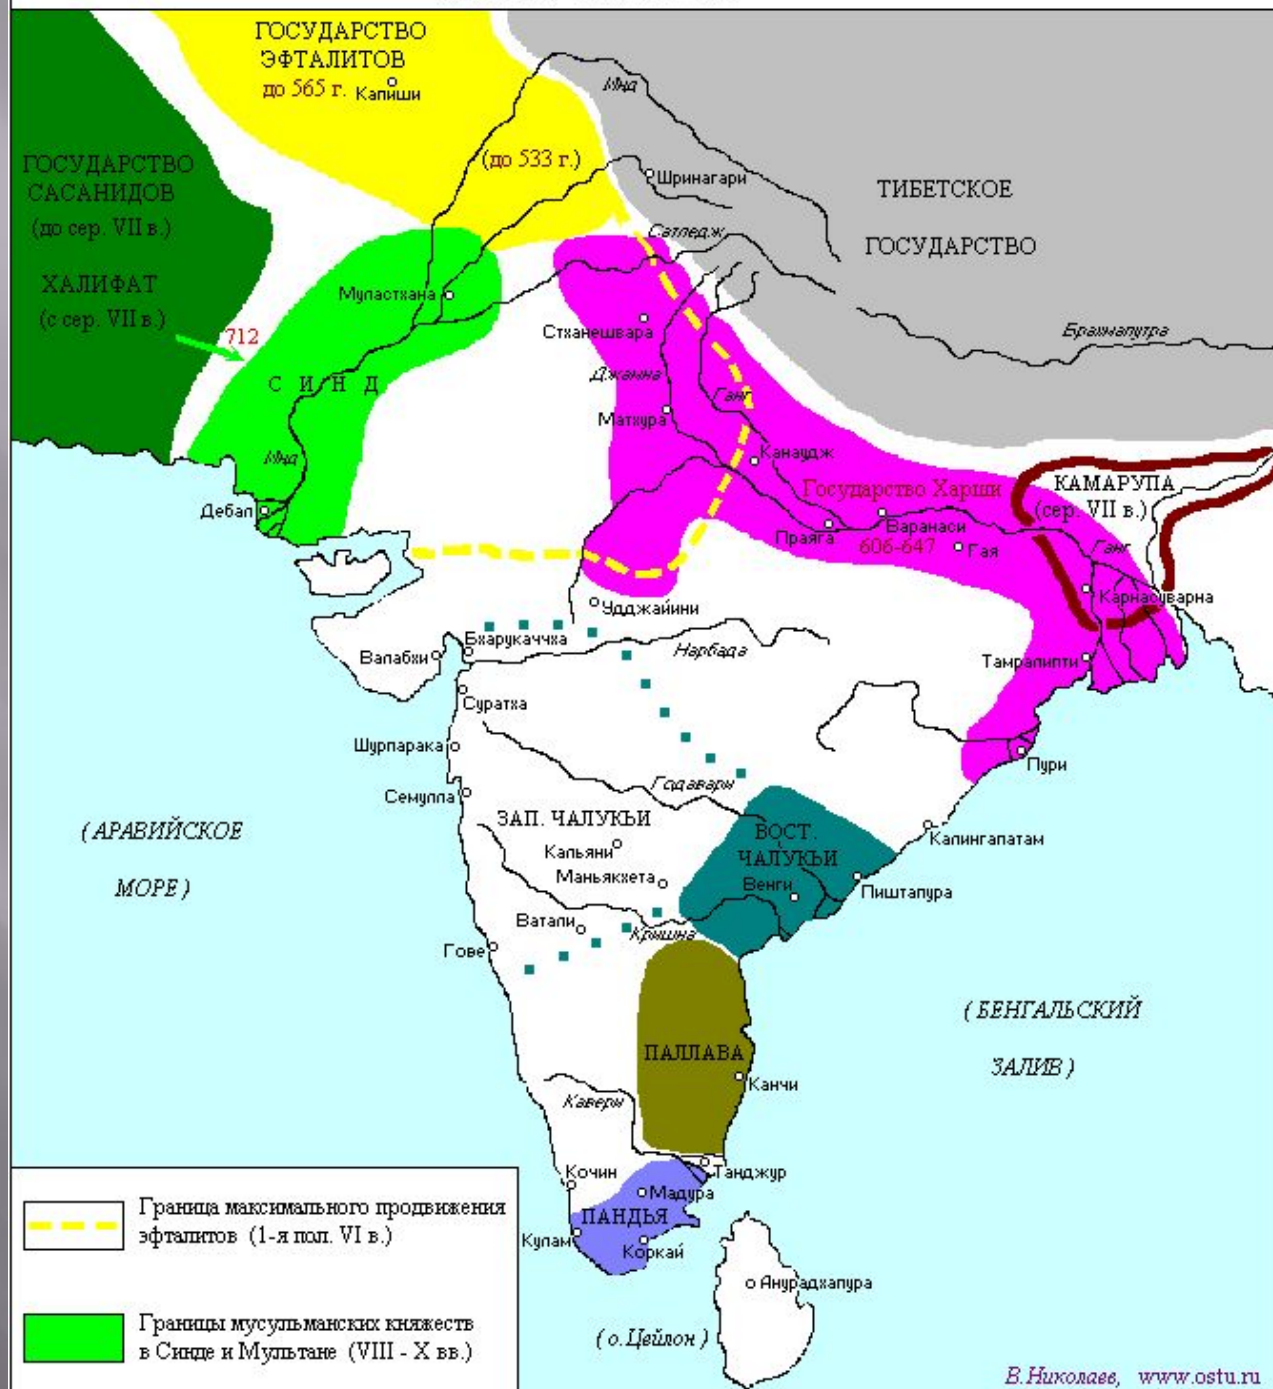 ГОСУДАРСТВО
ЭФТАЛИТОВ
до 565 г.
Капиши
Инд
(до 533 г.)
Шринагари
ГОСУДАРСТВО
САСАНИДОВ
(до сер. VII в.)
ТИБЕТСКОЕ
ГОСУДАРСТВО
Сатледж
ХАЛИФАТ
(с сер. VII в.)
Муластхана
712
Стханешвара
Брахмапутра
С И Н Д
Джамна
Ганг
Матхура
Инд
Канаудж
Государство Харши
КАМАРУПА
(сер. VII в.)
Дебал
Праяга
Варанаси
606-647
Гая
Ганг
Карнасуварна
Удджайини
Бхарукаччха
Валабхи
Нарбада
Тамралипти
Суратха
Шурпарака
Пури
Годавари
Семулла
(АРАВИЙСКОЕ
МОРЕ)
ЗАП. ЧАЛУКЬИ
Кальяни
Маньякхета
ВОСТ.
ЧАЛУКЬИ
Венги
Калингапатам
Пиштапура
Ватали
Кришна
Гове
(БЕНГАЛЬСКИЙ
ЗАЛИВ)
ПАЛЛАВА
Канчи
Кавери
Кочин
Танджур
Мадура
ПАНДЬЯ
Кулам
Коркай
Анурадхапура
(о.Цейлон)
Граница максимального продвижения
эфталитов (1-я пол. VI в.)
Границы мусульманских княжеств
в Синде и Мультане (VIII - X вв.)
В.Николаев, www.ostu.ru